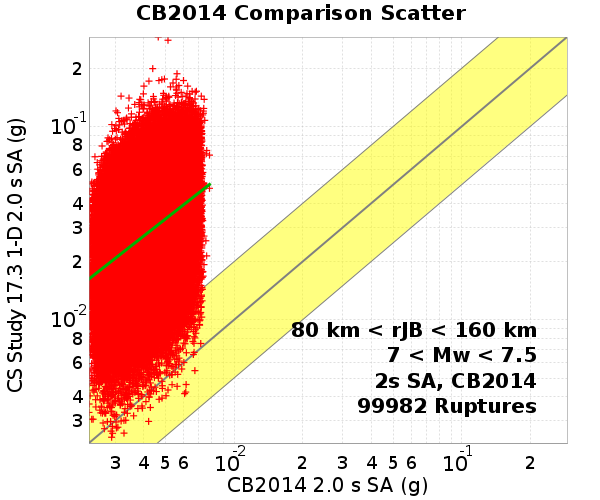 CB2014 Comparison Scatter
CS Study 17.3 1-D 2.0 s SA (g)
2
10-1
8
6
4
3
2
10-2
8
6
4
3
80 km < rJB < 160 km
7 < Mw < 7.5
2s SA, CB2014
99982 Ruptures
3 4 5 6 10-2 2 3 4 5 6 10-1 2
CB2014 2.0 s SA (g)